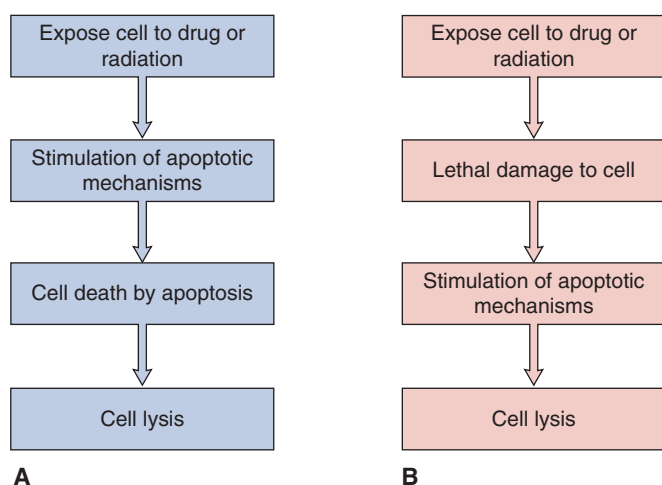 Expose cell to drug or
radiation
Stimulation of apoptotic
mechanisms
Cell death by apoptosis
Cell lysis
A
Expose cell to drug or
radiation
Lethal damage to cell
Stimulation of apoptotic
mechanisms
Cell lysis
B